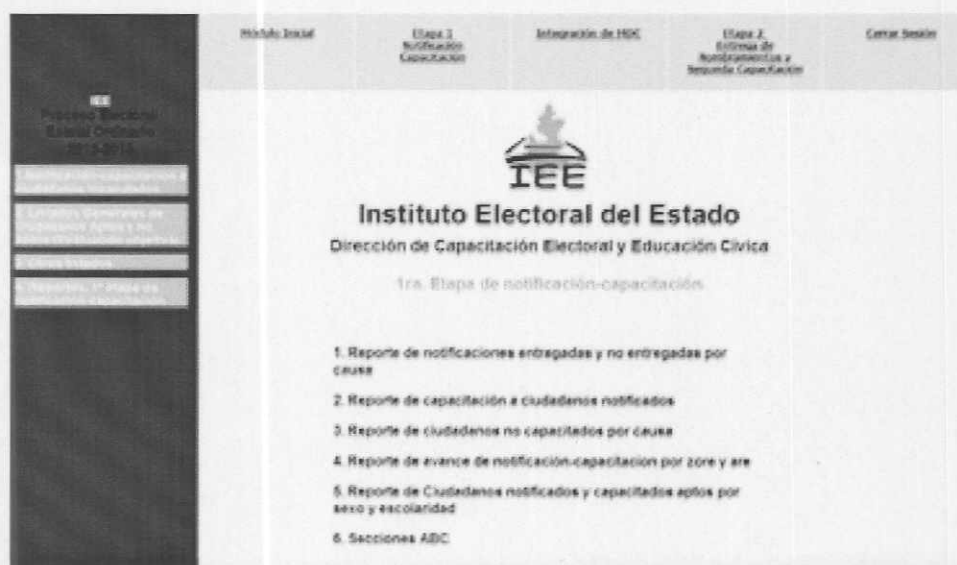 Módulo Inicial
Etapa 1
Notificación
Capacitación
Integración de MDC
Etapa 2
Entrega de
Nombramientos y
Segunda Capacitación
Cerrar Sesión
IEE
Proceso Electoral
Estatal Ordinario
IEE
Instituto Electoral del Estado
Dirección de Capacitación Electoral y Educación Cívica
1ra. Etapa de notificación-capacitación
1. Reporte de notificaciones entregadas y no entregadas por
causa
2. Reporte de capacitación a ciudadanos notificados
3. Reporte de ciudadanos no capacitados por causa
4. Reporte de avance de notificación-capacitacion por zore y are
5. Reporte de Ciudadanos notificados y capacitados aptos por
sexo y escolaridad
6. Secciones ABC